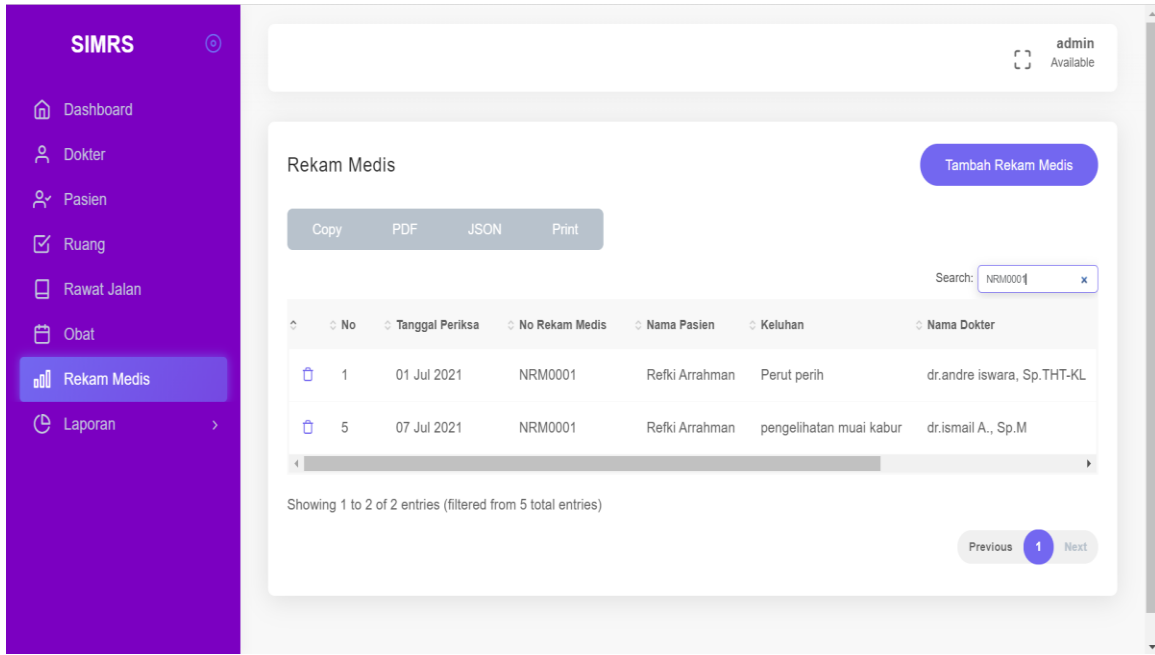 SIMRS
admin
Available
Dashboard
Dokter
Pasien
Ruang
Rawat Jalan
Obat
Rekam Medis
Laporan
Rekam Medis
Tambah Rekam Medis
Copy PDF JSON Print
Search: NRM0001
No Tanggal Periksa No Rekam Medis Nama Pasien Keluhan Nama Dokter
1 01 Jul 2021 NRM0001 Refki Arrahman Perut perih dr.andre iswara, Sp.THT-KL
5 07 Jul 2021 NRM0001 Refki Arrahman pengelihatan muai kabur dr.ismail A., Sp.M
Showing 1 to 2 of 2 entries (filtered from 5 total entries)
Previous 1 Next